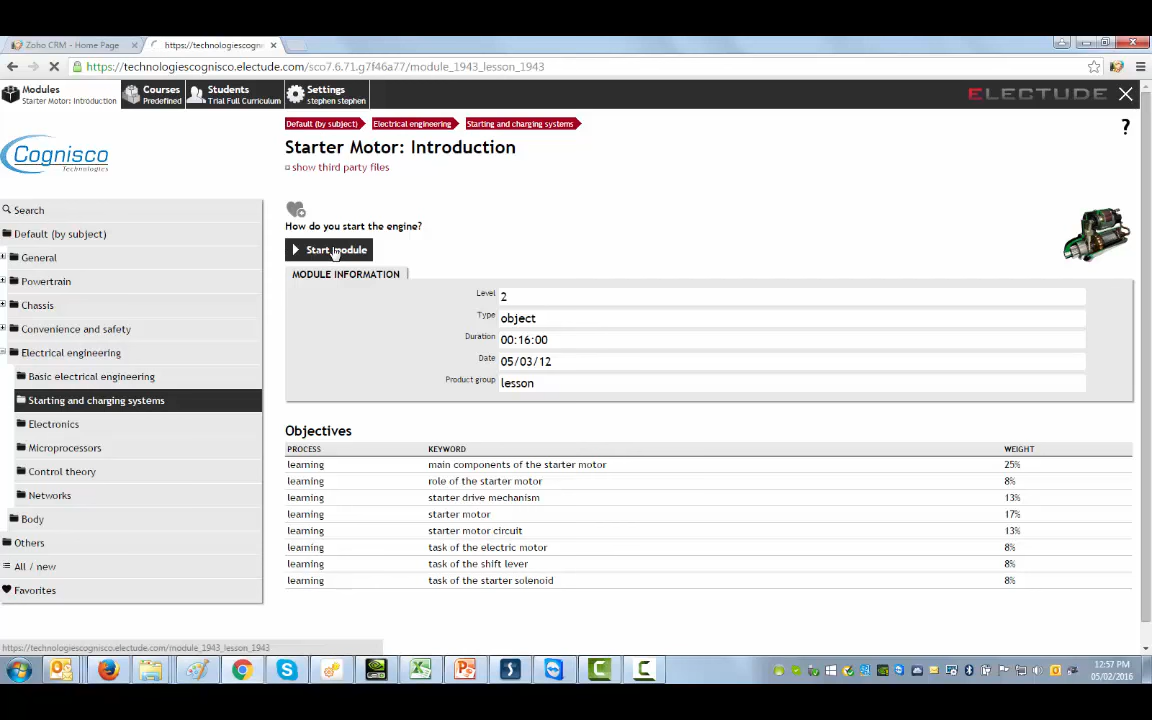 Zoho CRM - Home Page
https://technologiescogni
https://technologiescognisco.electude.com/sco7.6.71.g7f46a77/module_1943_lesson_1943
Modules
Starter Motor: Introduction
Courses
Predefined
Students
Trial Full Curriculum
Settings
stephen stephen
ELECTUDE
Default (by subject)
Electrical engineering
Starting and charging systems
?
Cognisco
Technologies
Starter Motor: Introduction
show third party files
How do you start the engine?
Start module
MODULE INFORMATION
Level
2
Type
object
Duration
00:16:00
Date
05/03/12
Product group
lesson
Search
Default (by subject)
General
Powertrain
Chassis
Convenience and safety
Electrical engineering
Basic electrical engineering
Starting and charging systems
Electronics
Microprocessors
Control theory
Networks
Body
Others
All / new
Favorites
Objectives
PROCESS KEYWORD WEIGHT
learning main components of the starter motor 25%
learning role of the starter motor 8%
learning starter drive mechanism 13%
learning starter motor 17%
learning starter motor circuit 13%
learning task of the electric motor 8%
learning task of the shift lever 8%
learning task of the starter solenoid 8%
https://technologiescognisco.electude.com/module_1943_lesson_1943
12:57 PM
05/02/2016